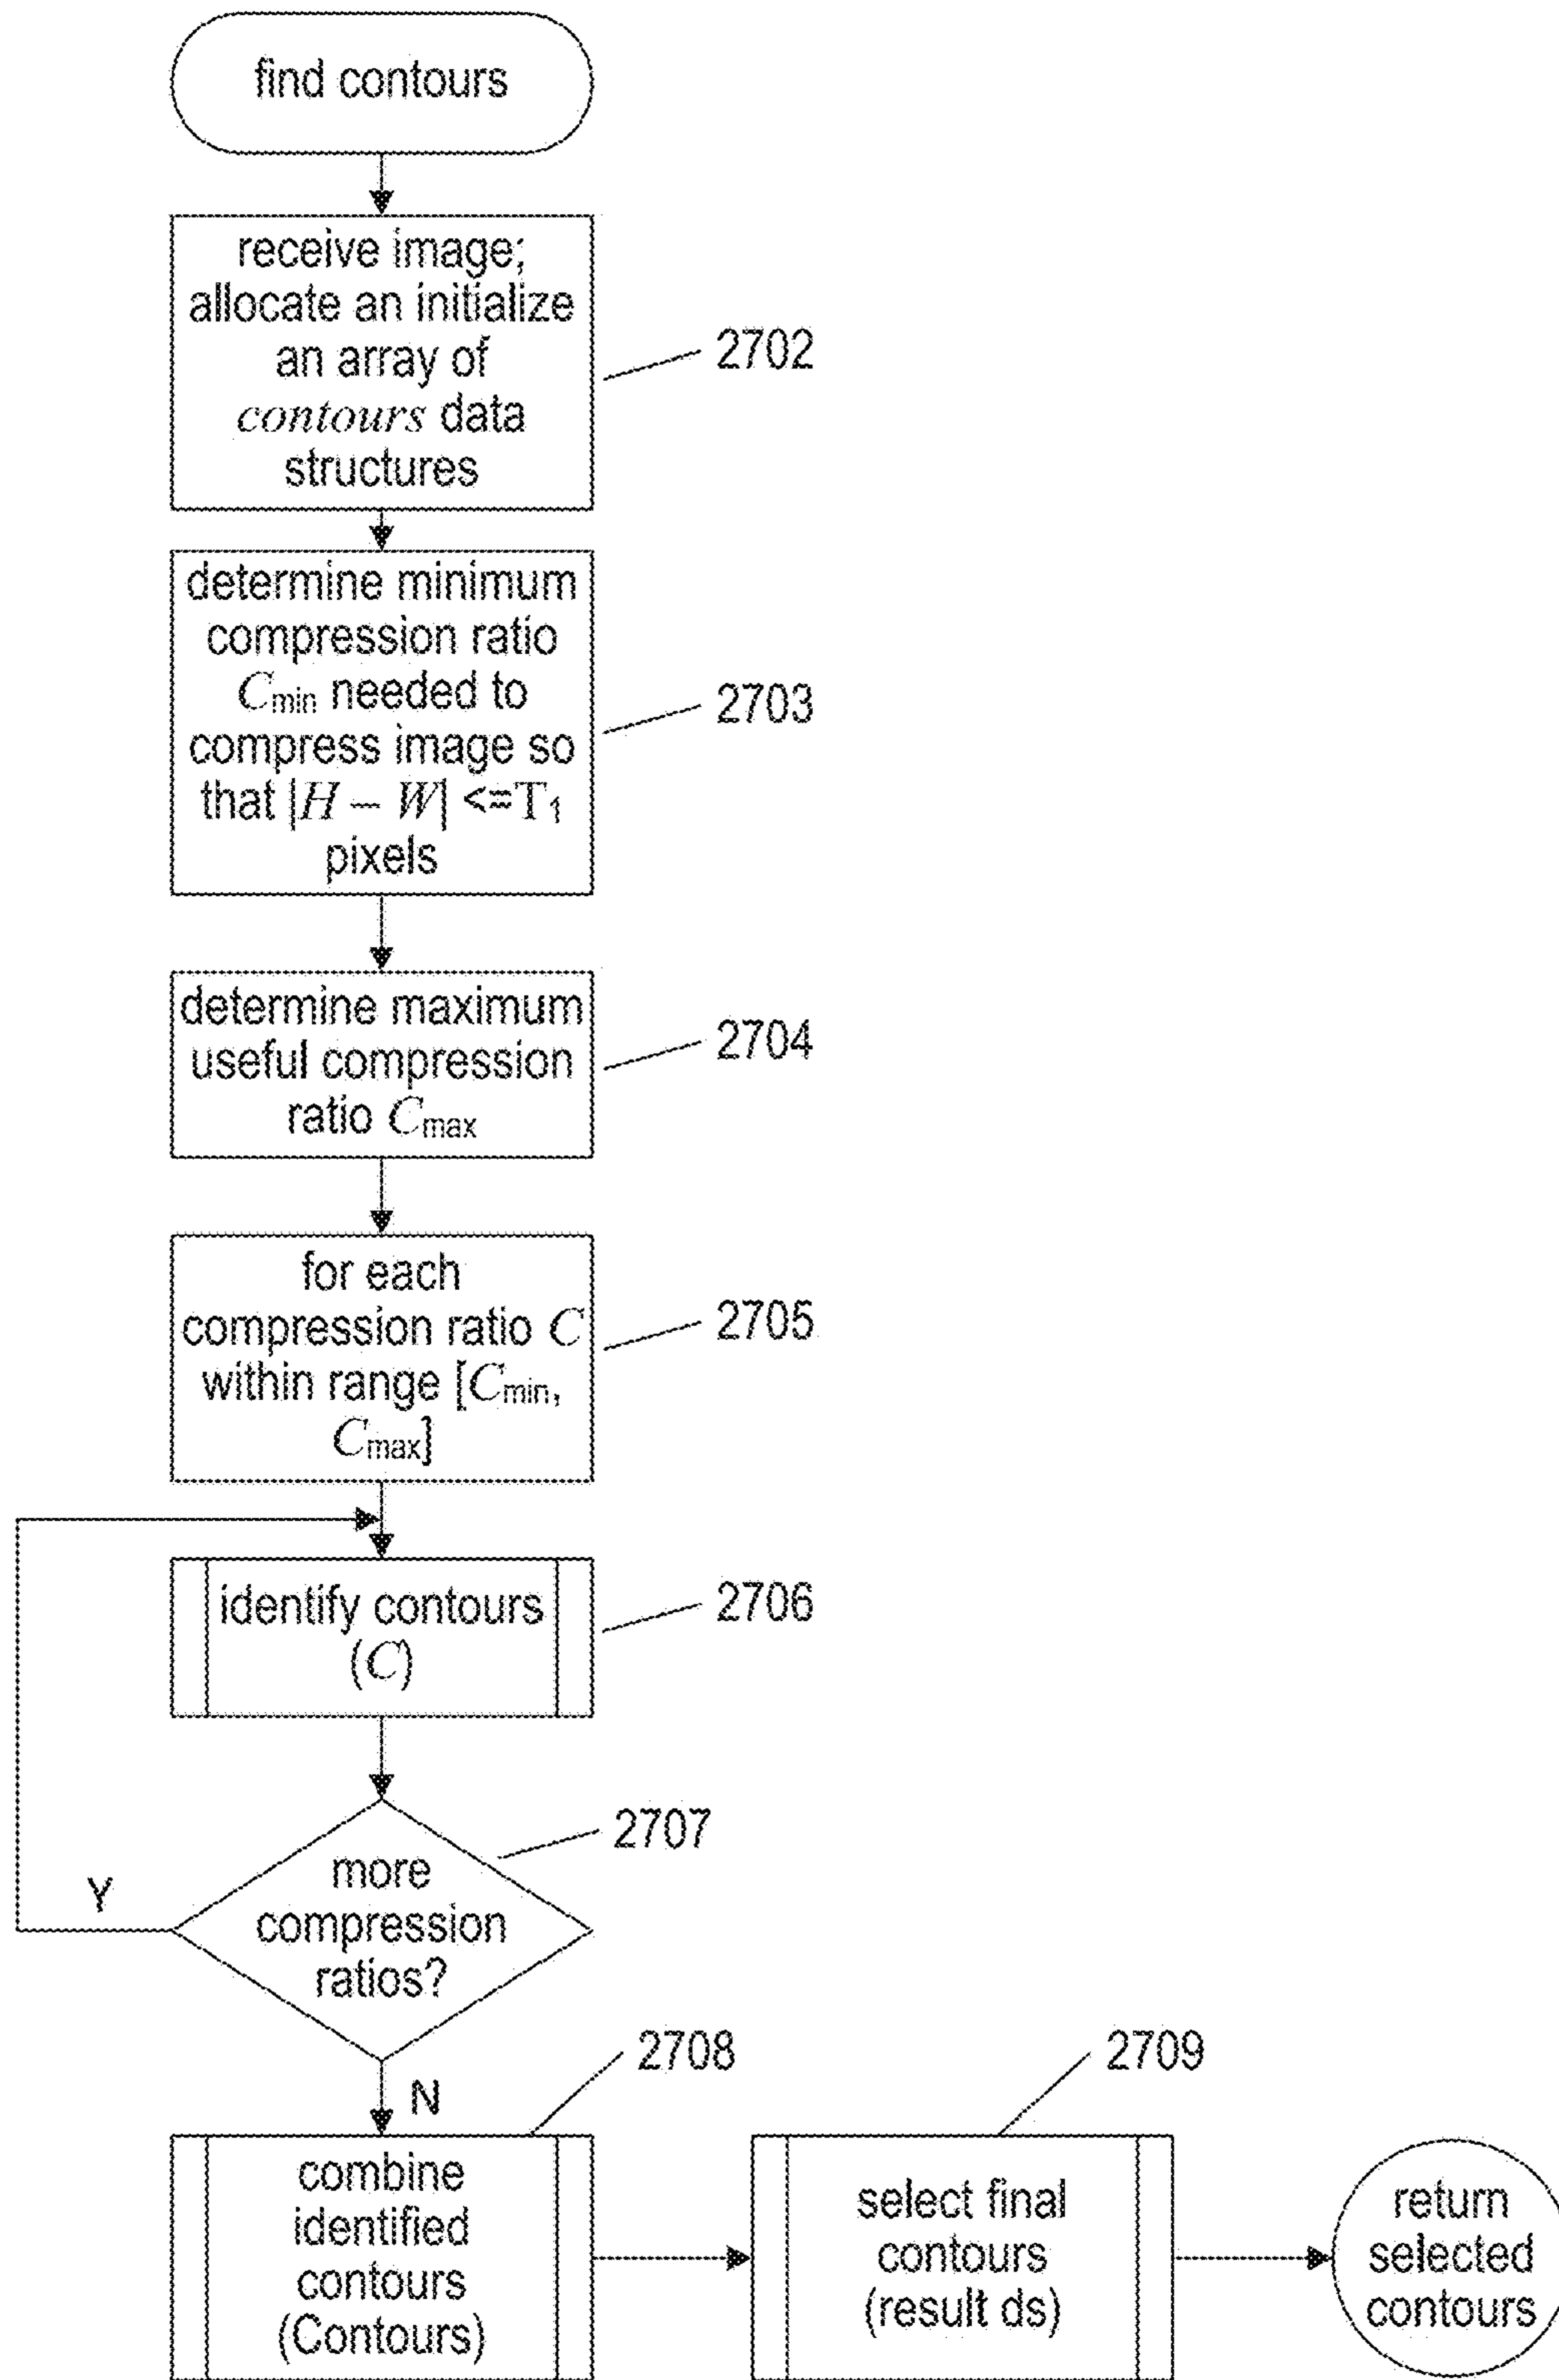 find contours
receive image;
allocate an initialize
an array of
contours data
structures
2702
determine minimum
compression ratio
Cmin needed to
compress image so
that |H – W| <=T1
pixels
2703
determine maximum
useful compression
ratio Cmax
2704
for each
compression ratio C
within range [Cmin,
Cmax]
2705
identify contours
(C)
2706
more
compression
ratios?
2707
Y
N
combine
identified
contours
(Contours)
2708
select final
contours
(result ds)
2709
return
selected
contours